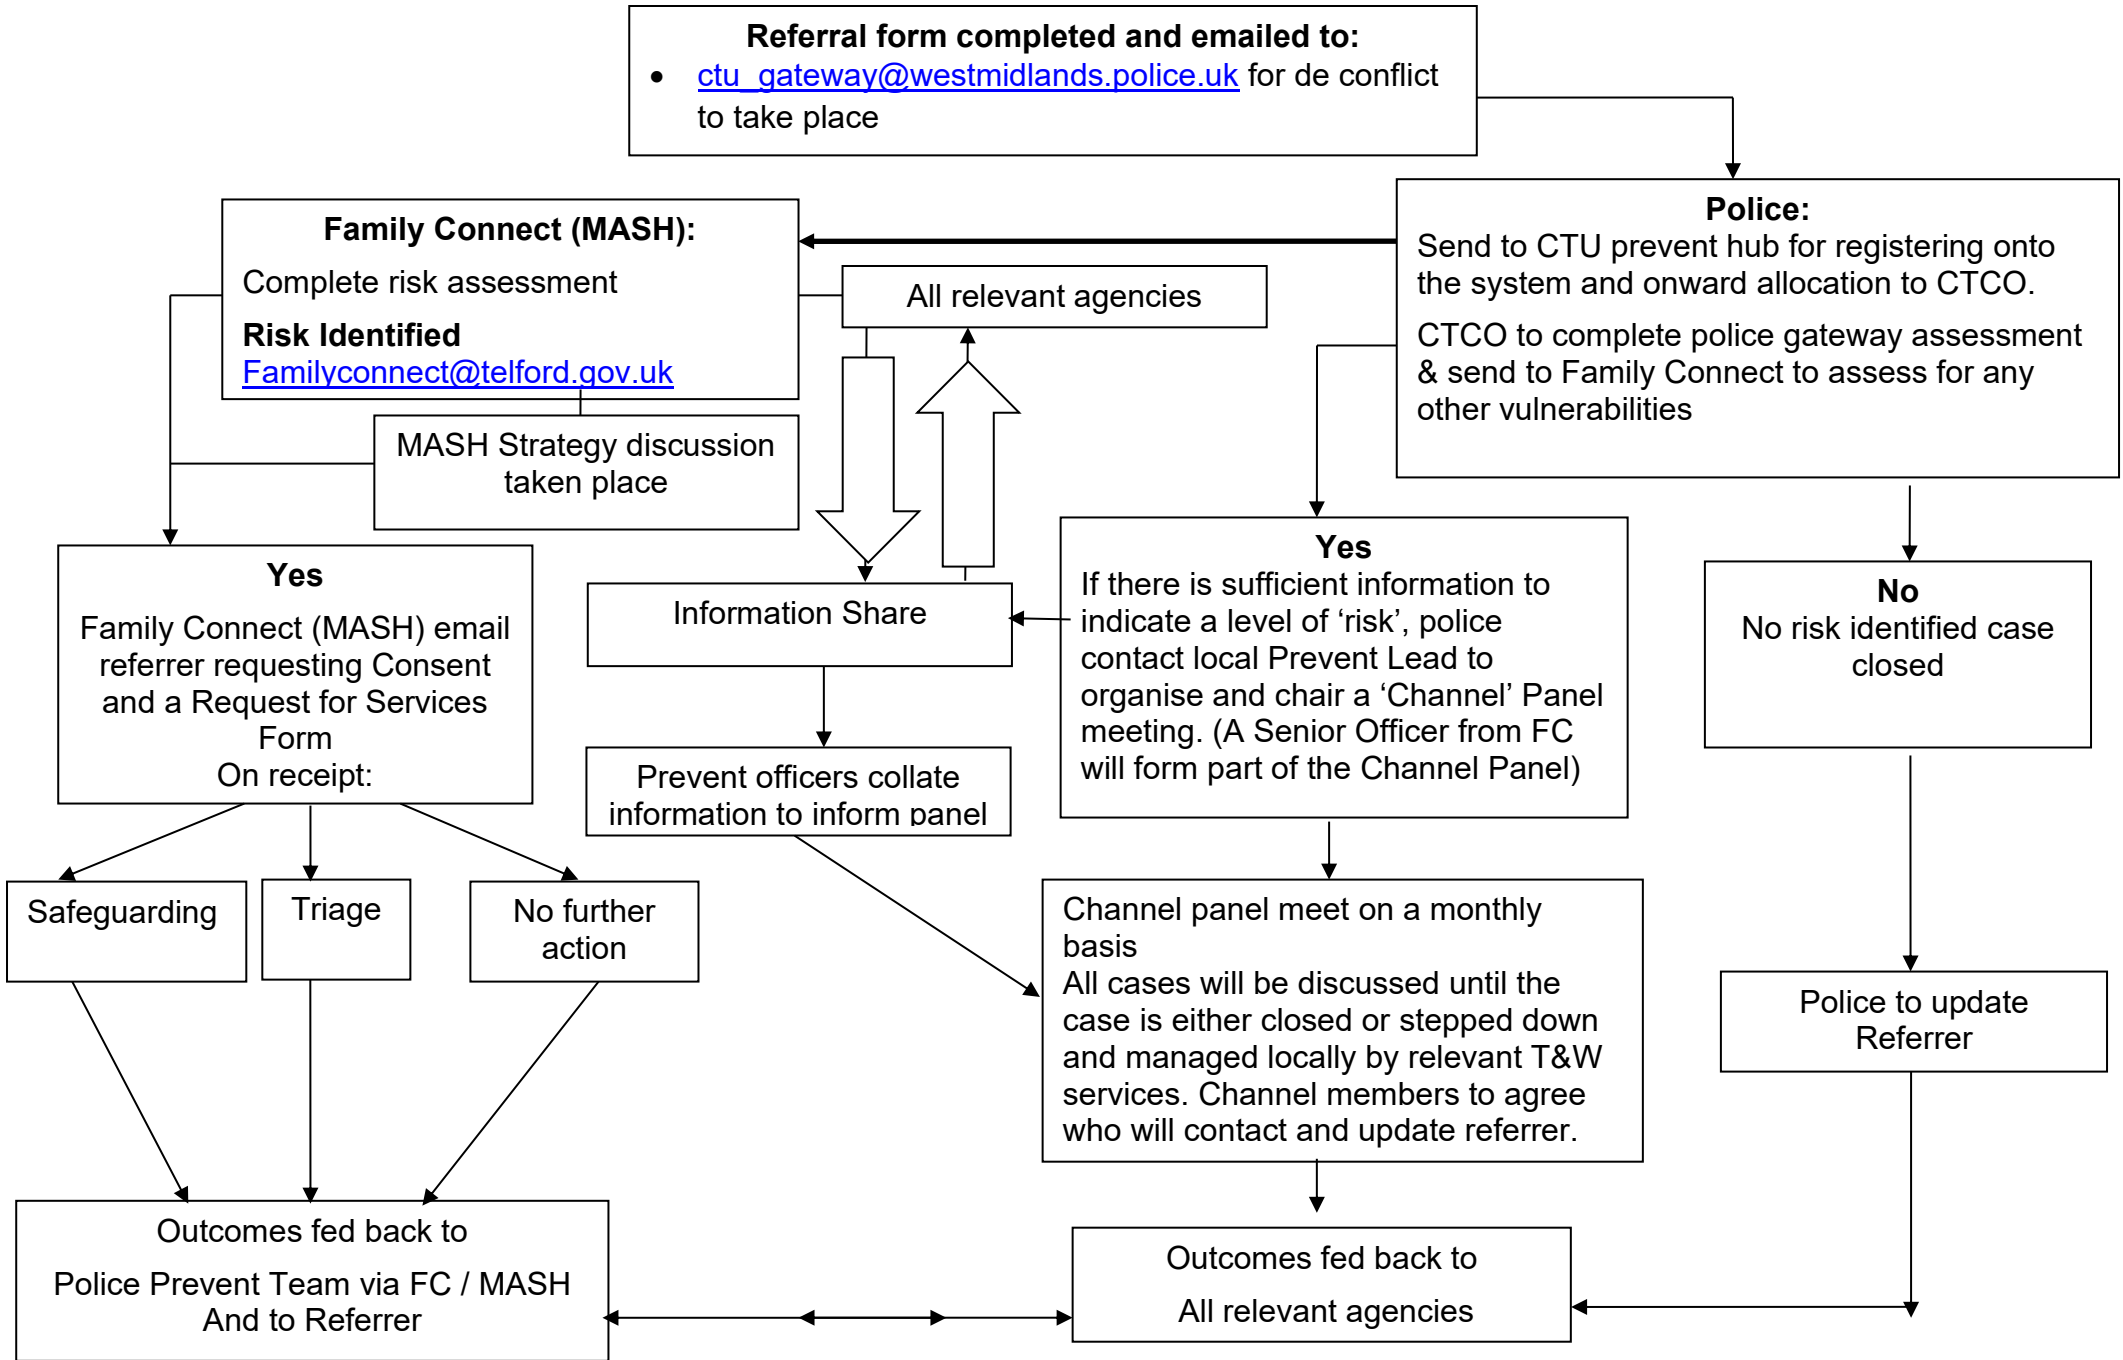 Referral form completed and emailed to:
• ctu_gateway@westmidlands.police.uk for de conflict
to take place
Police:
Send to CTU prevent hub for registering onto
the system and onward allocation to CTCO.
CTCO to complete police gateway assessment
& send to Family Connect to assess for any
other vulnerabilities
Family Connect (MASH):
Complete risk assessment
Risk Identified
Familyconnect@telford.gov.uk
All relevant agencies
MASH Strategy discussion
taken place
Yes
Family Connect (MASH) email
referrer requesting Consent
and a Request for Services
Form
On receipt:
Information Share
Yes
If there is sufficient information to
indicate a level of ‘risk’, police
contact local Prevent Lead to
organise and chair a ‘Channel’ Panel
meeting. (A Senior Officer from FC
will form part of the Channel Panel)
No
No risk identified case
closed
Prevent officers collate
information to inform panel
Safeguarding
Triage
No further
action
Channel panel meet on a monthly
basis
All cases will be discussed until the
case is either closed or stepped down
and managed locally by relevant T&W
services. Channel members to agree
who will contact and update referrer.
Police to update
Referrer
Outcomes fed back to
Police Prevent Team via FC / MASH
And to Referrer
Outcomes fed back to
All relevant agencies